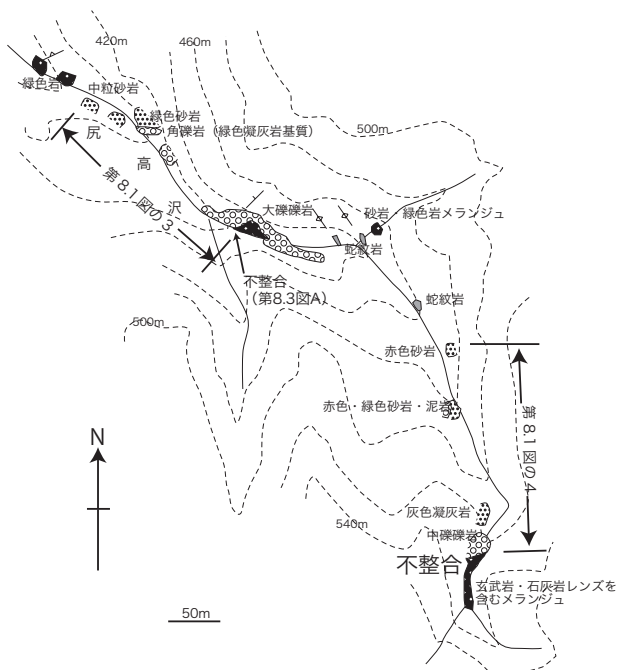 420m
460m
緑色岩
中粒砂岩
緑色砂岩
角礫岩（緑色凝灰岩基質）
500m
尻
高
沢
第8.1図の3
大礫礫岩
砂岩・緑色岩メランジュ
蛇紋岩
不整合
（第8.3図A）
蛇紋岩
500m
赤色砂岩
赤色・緑色砂岩・泥岩
第8.1図の4
N
灰色凝灰岩
540m
中礫礫岩
不整合
玄武岩・石灰岩レンズを
含むメランジュ
50m